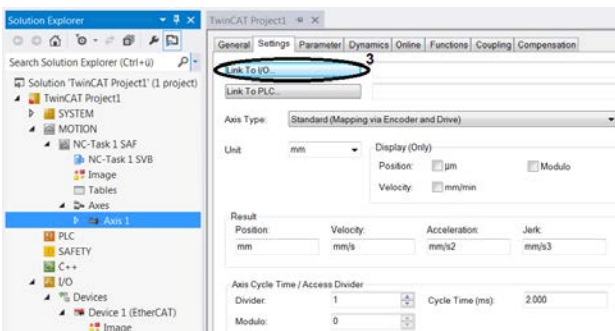 Solution Explorer
TwinCAT Project1
Search Solution Explorer (Ctrl+ü)
Solution 'TwinCAT Project1' (1 project)
TwinCAT Project1
SYSTEM
MOTION
NC-Task 1 SAF
NC-Task 1 SVB
Image
Tables
Axes
Axis 1
PLC
SAFETY
C++
I/O
Devices
Device 1 (EtherCAT)
Image
General Settings Parameter Dynamics Online Functions Coupling Compensation
3
Link To I/O...
Link To PLC...
Axis Type: Standard (Mapping via Encoder and Drive)
Unit: mm Display (Only)
Position: µm Modulo
Velocity: mm/min
Result
Position: Velocity: Acceleration: Jerk:
mm mm/s mm/s2 mm/s3
Axis Cycle Time / Access Divider
Divider: 1 Cycle Time (ms): 2.000
Modulo: 0